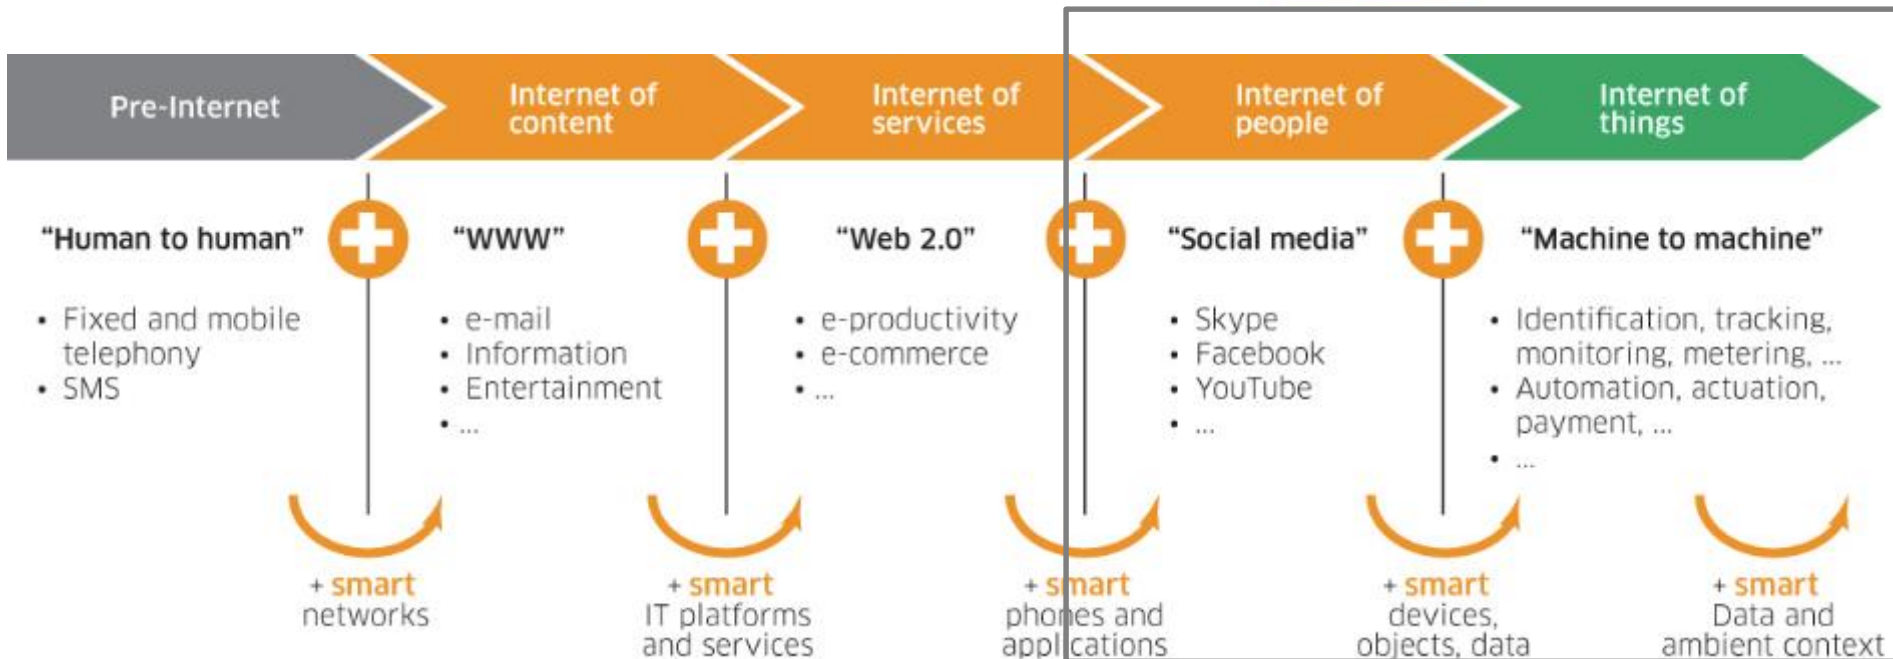 Pre-Internet
Internet of
content
Internet of
services
Internet of
people
Internet of
things
“Human to human”
“WWW”
“Web 2.0”
“Social media”
“Machine to machine”
• Fixed and mobile
telephony
• SMS
• e-mail
• Information
• Entertainment
• ...
• e-productivity
• e-commerce
• ...
• Skype
• Facebook
• YouTube
• ...
• Identification, tracking,
monitoring, metering, ...
• Automation, actuation,
payment, ...
• ...
+ smart
networks
+ smart
IT platforms
and services
+ smart
phones and
applications
+ smart
devices,
objects, data
+ smart
Data and
ambient context